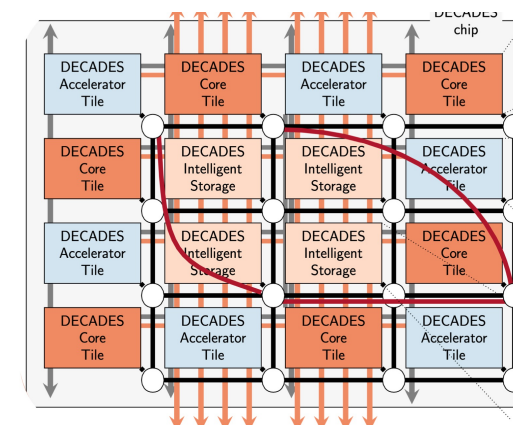 DECADES
chip
DECADES
Accelerator
Tile
DECADES
Core
Tile
DECADES
Accelerator
Tile
DECADES
Core
Tile
DECADES
Core
Tile
DECADES
Intelligent
Storage
DECADES
Intelligent
Storage
DECADES
Accelerator
Tile
DECADES
Accelerator
Tile
DECADES
Intelligent
Storage
DECADES
Intelligent
Storage
DECADES
Core
Tile
DECADES
Core
Tile
DECADES
Accelerator
Tile
DECADES
Core
Tile
DECADES
Accelerator
Tile